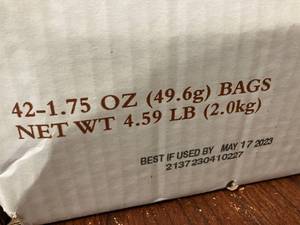 42-1.75 OZ (49.6g) BAGS
NET WT 4.59 LB (2.0kg)
BEST IF USED BY MAY 17 2023
2137230410227